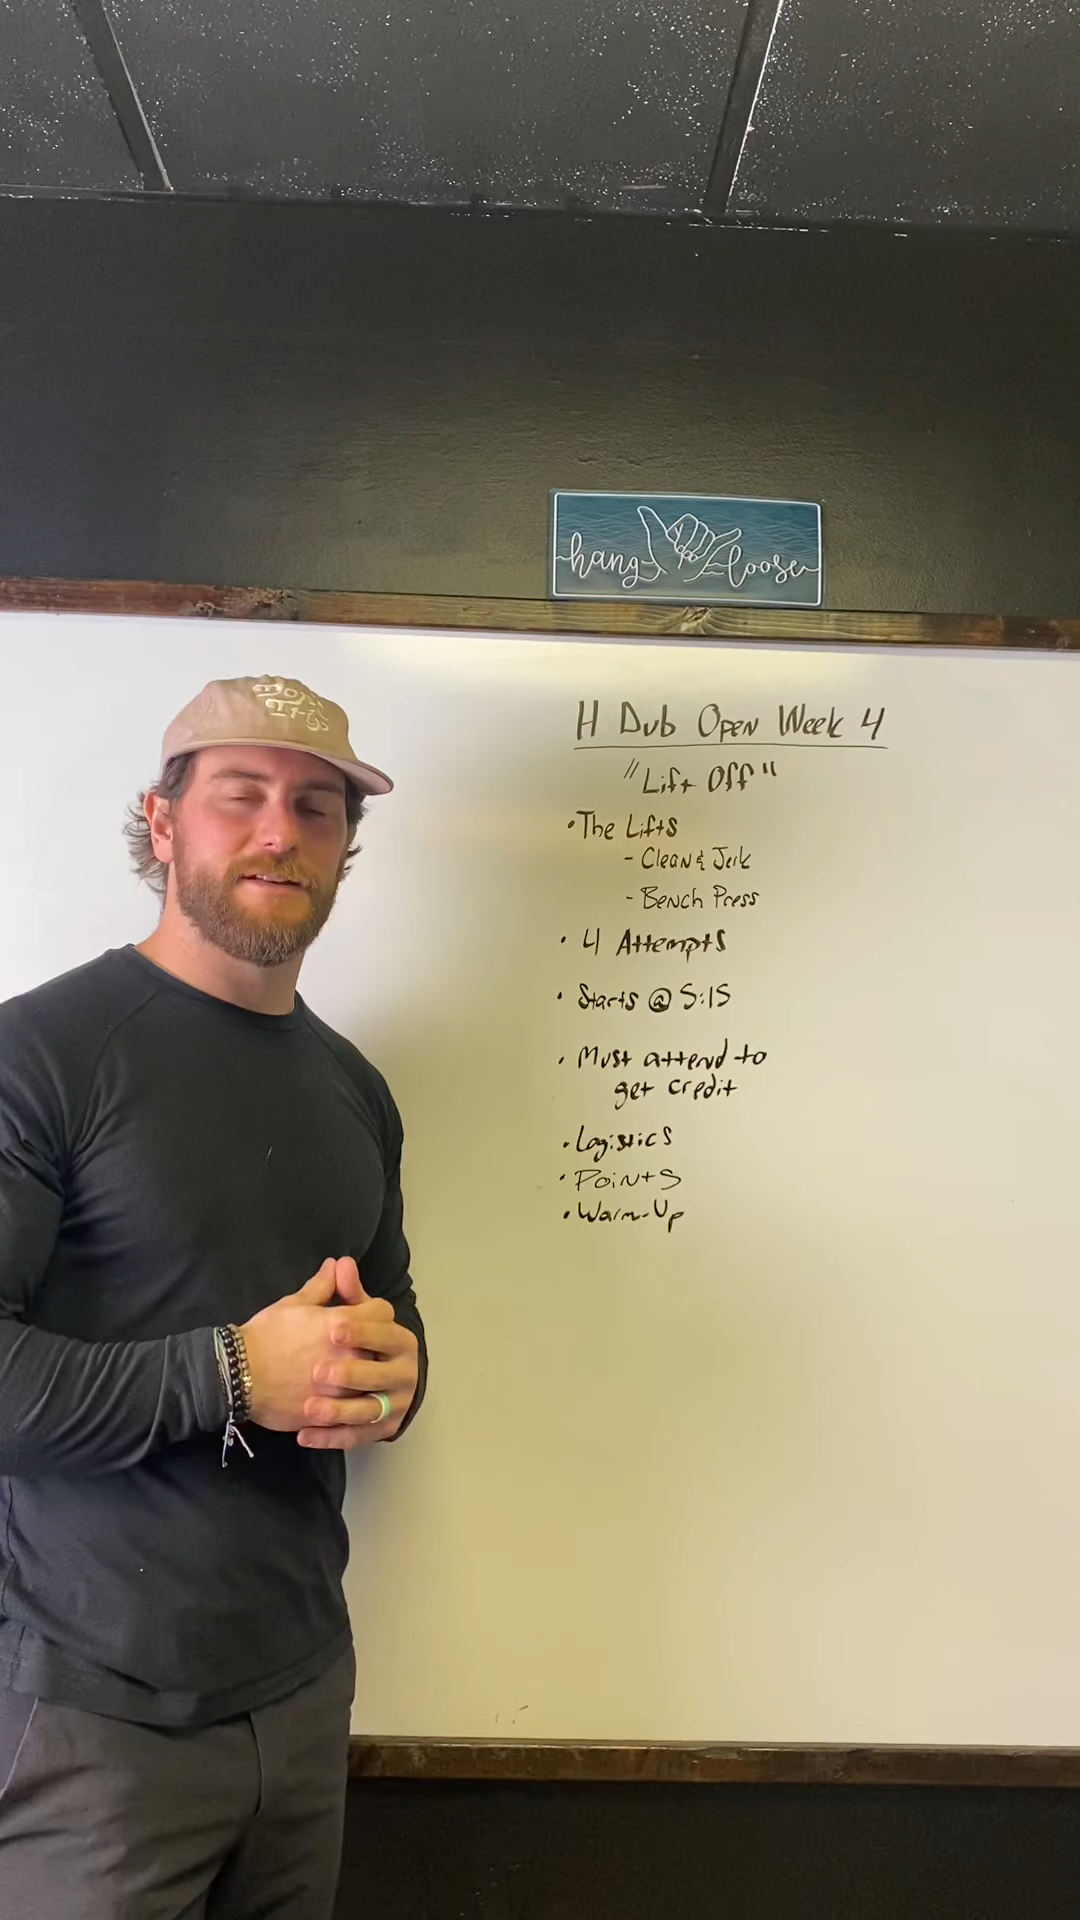 hang loose
H Dub Open Week 4
"Lift Off"
• The Lifts
- Clean & Jerk
- Bench Press
• 4 Attempts
• Starts @ 5:15
• Must attend to
get credit
• Logistics
• Points
• Warm-Up